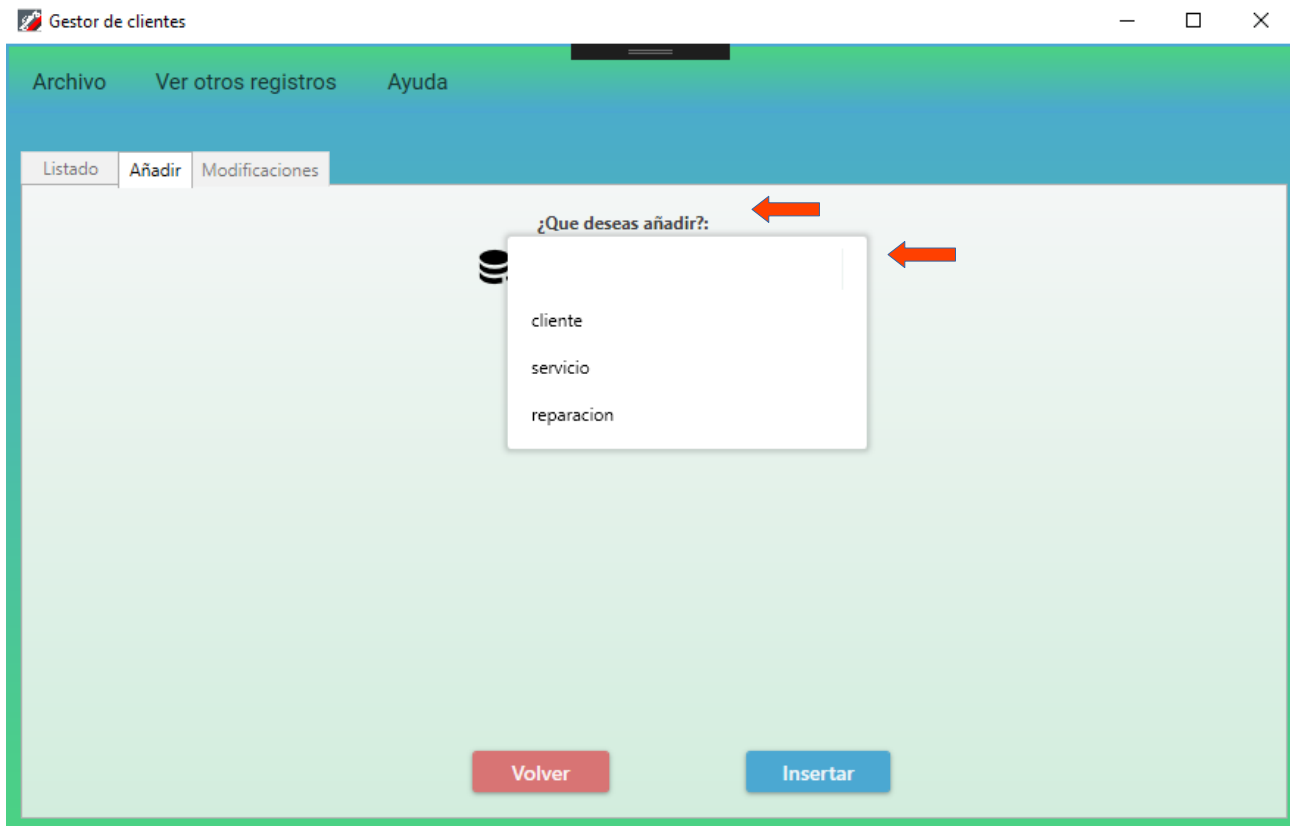 Gestor de clientes
Archivo Ver otros registros Ayuda
Listado Añadir Modificaciones
¿Que deseas añadir?:
cliente
servicio
reparacion
Volver Insertar